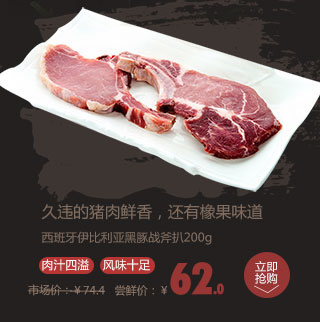 久违的猪肉鲜香，还有橡果味道
西班牙伊比利亚黑豚战斧扒200g
肉汁四溢 风味十足
市场价：¥74.4 尝鲜价：¥62.0
立即
抢购